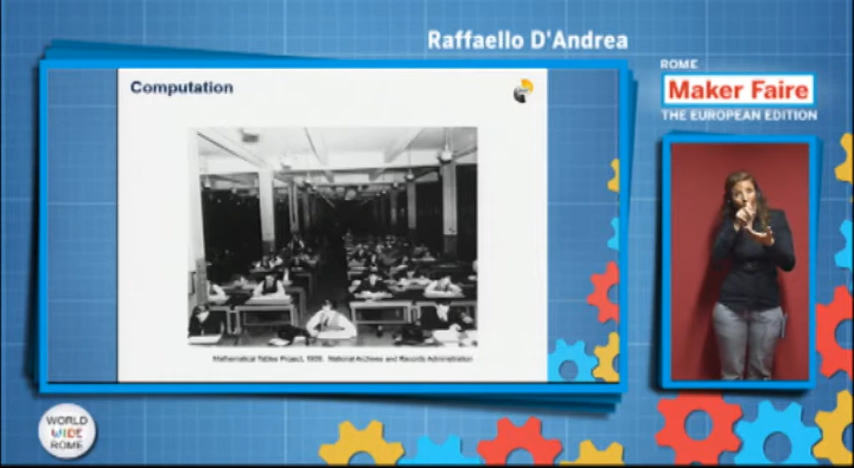 Raffaello D'Andrea
ROME
Maker Faire
THE EUROPEAN EDITION
Computation
Mathematical Tables Project, National Archives and Records Administration
WORLD
WIDE
ROME